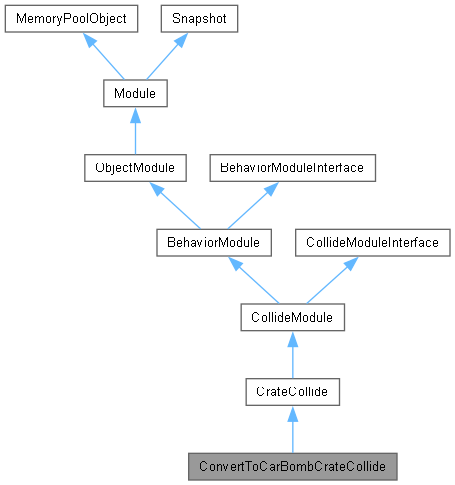 MemoryPoolObject
Snapshot
Module
ObjectModule
BehaviorModuleInterface
BehaviorModule
CollideModuleInterface
CollideModule
CrateCollide
ConvertToCarBombCrateCollide